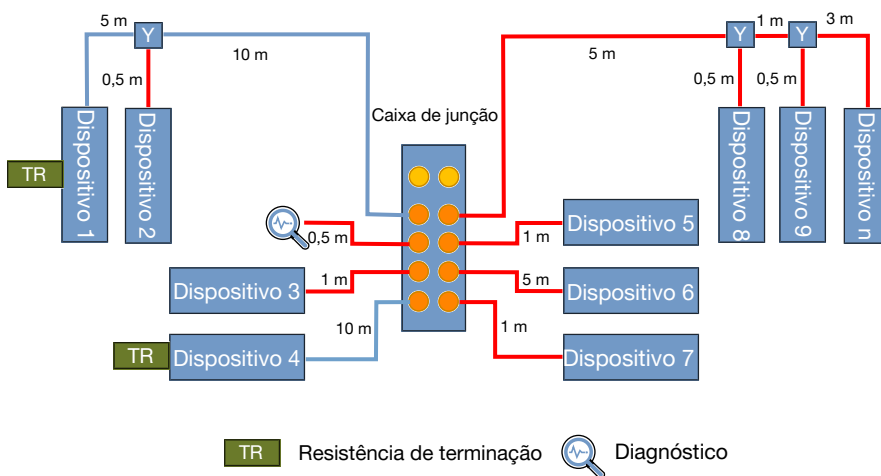 5 m
Y
10 m
0,5 m
Dispositivo 1
TR
Dispositivo 2
Caixa de junção
5 m
Y
1 m
Y
3 m
0,5 m
0,5 m
Dispositivo 8
Dispositivo 9
Dispositivo n
0,5 m
Dispositivo 5
1 m
Dispositivo 3
1 m
5 m
Dispositivo 6
TR
Dispositivo 4
10 m
1 m
Dispositivo 7
TR
Resistência de terminação
Diagnóstico